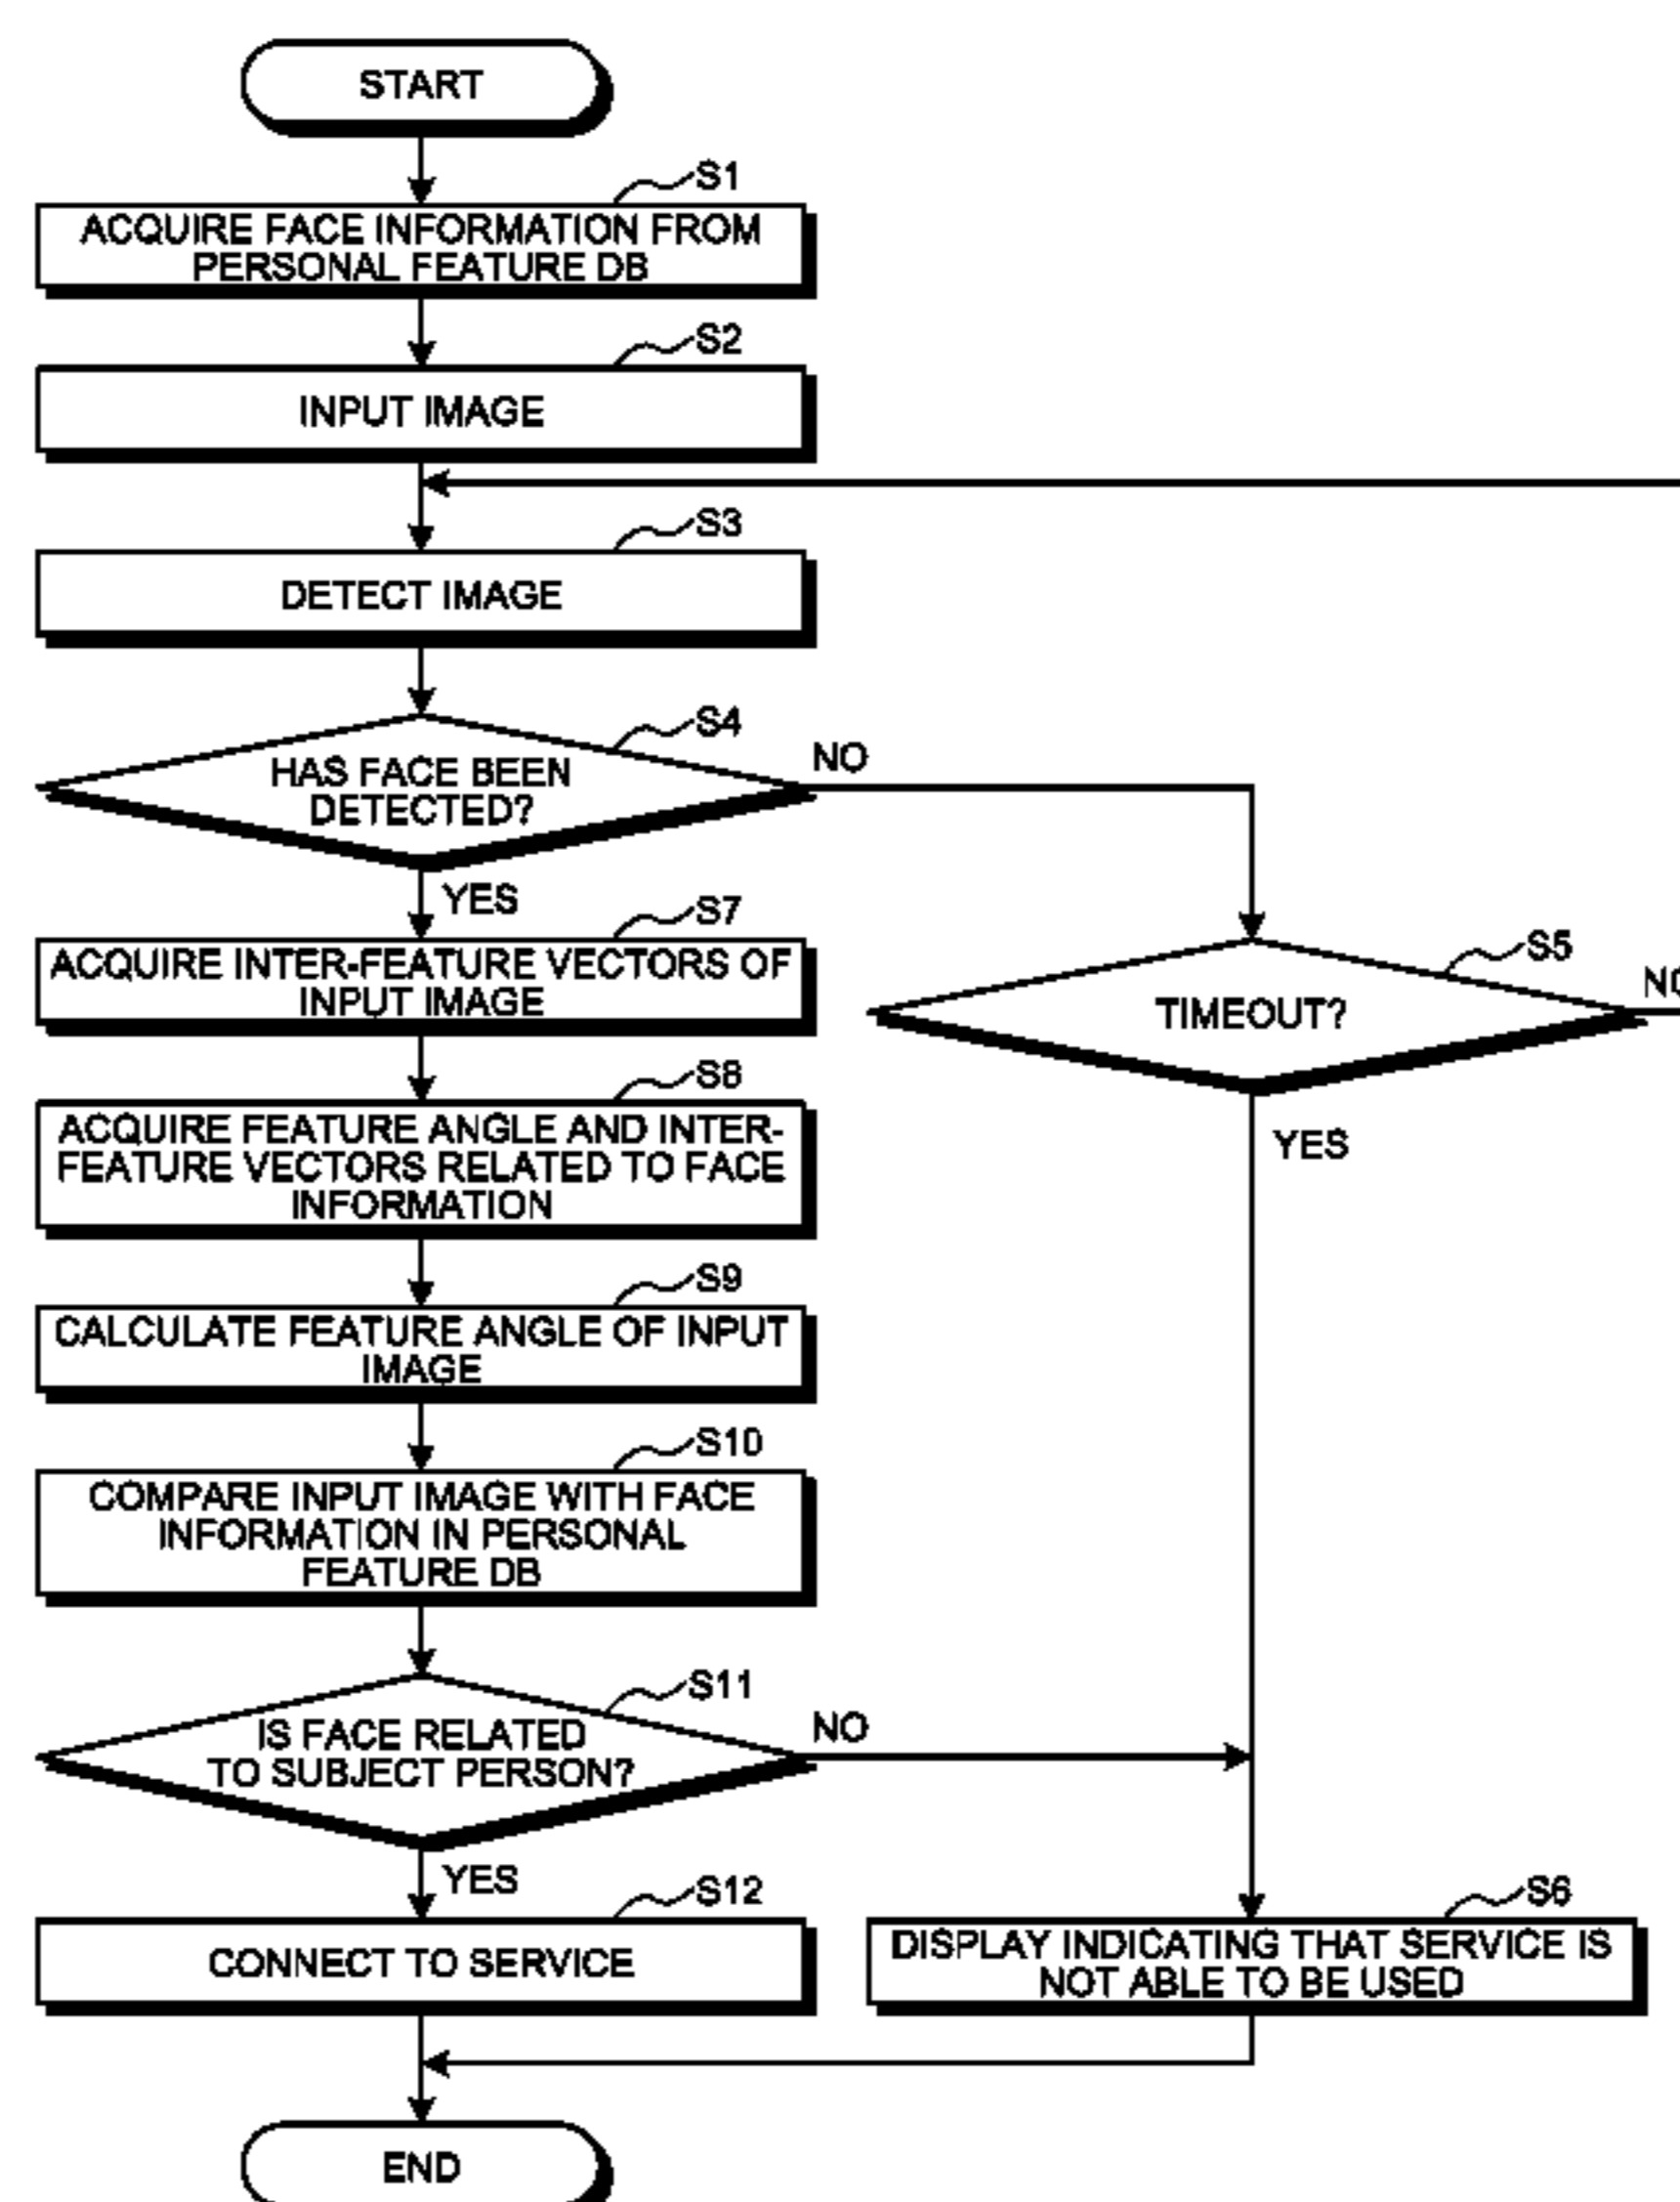 START
S1
ACQUIRE FACE INFORMATION FROM
PERSONAL FEATURE DB
S2
INPUT IMAGE
S3
DETECT IMAGE
S4
HAS FACE BEEN
DETECTED?
NO
YES
S5
TIMEOUT?
NO
YES
S7
ACQUIRE INTER-FEATURE VECTORS OF
INPUT IMAGE
S8
ACQUIRE FEATURE ANGLE AND INTER-
FEATURE VECTORS RELATED TO FACE
INFORMATION
S9
CALCULATE FEATURE ANGLE OF INPUT
IMAGE
S10
COMPARE INPUT IMAGE WITH FACE
INFORMATION IN PERSONAL
FEATURE DB
S11
IS FACE RELATED
TO SUBJECT PERSON?
NO
YES
S12
CONNECT TO SERVICE
S6
DISPLAY INDICATING THAT SERVICE IS
NOT ABLE TO BE USED
END